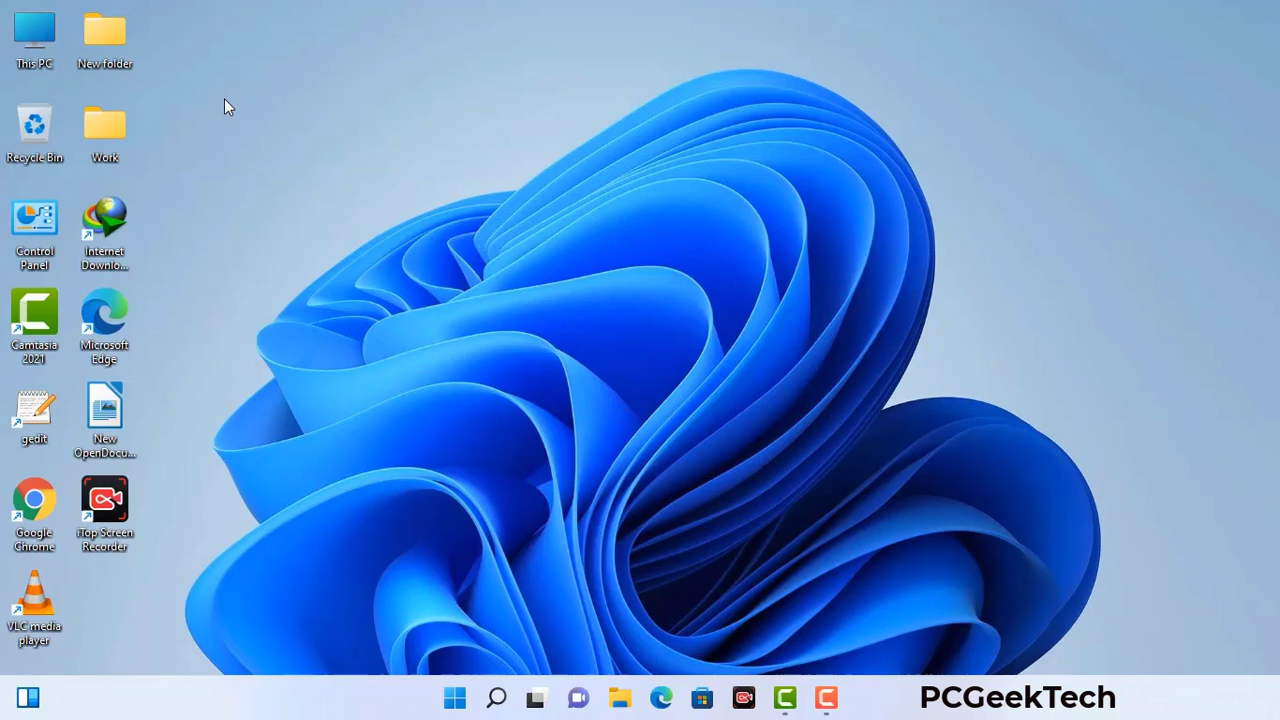 This PC
New folder
Recycle Bin
Work
Control
Panel
Internet
Downlo...
Camtasia
2021
Microsoft
Edge
gedit
New
OpenDocu...
Google
Chrome
iTop Screen
Recorder
VLC media
player
PCGeekTech